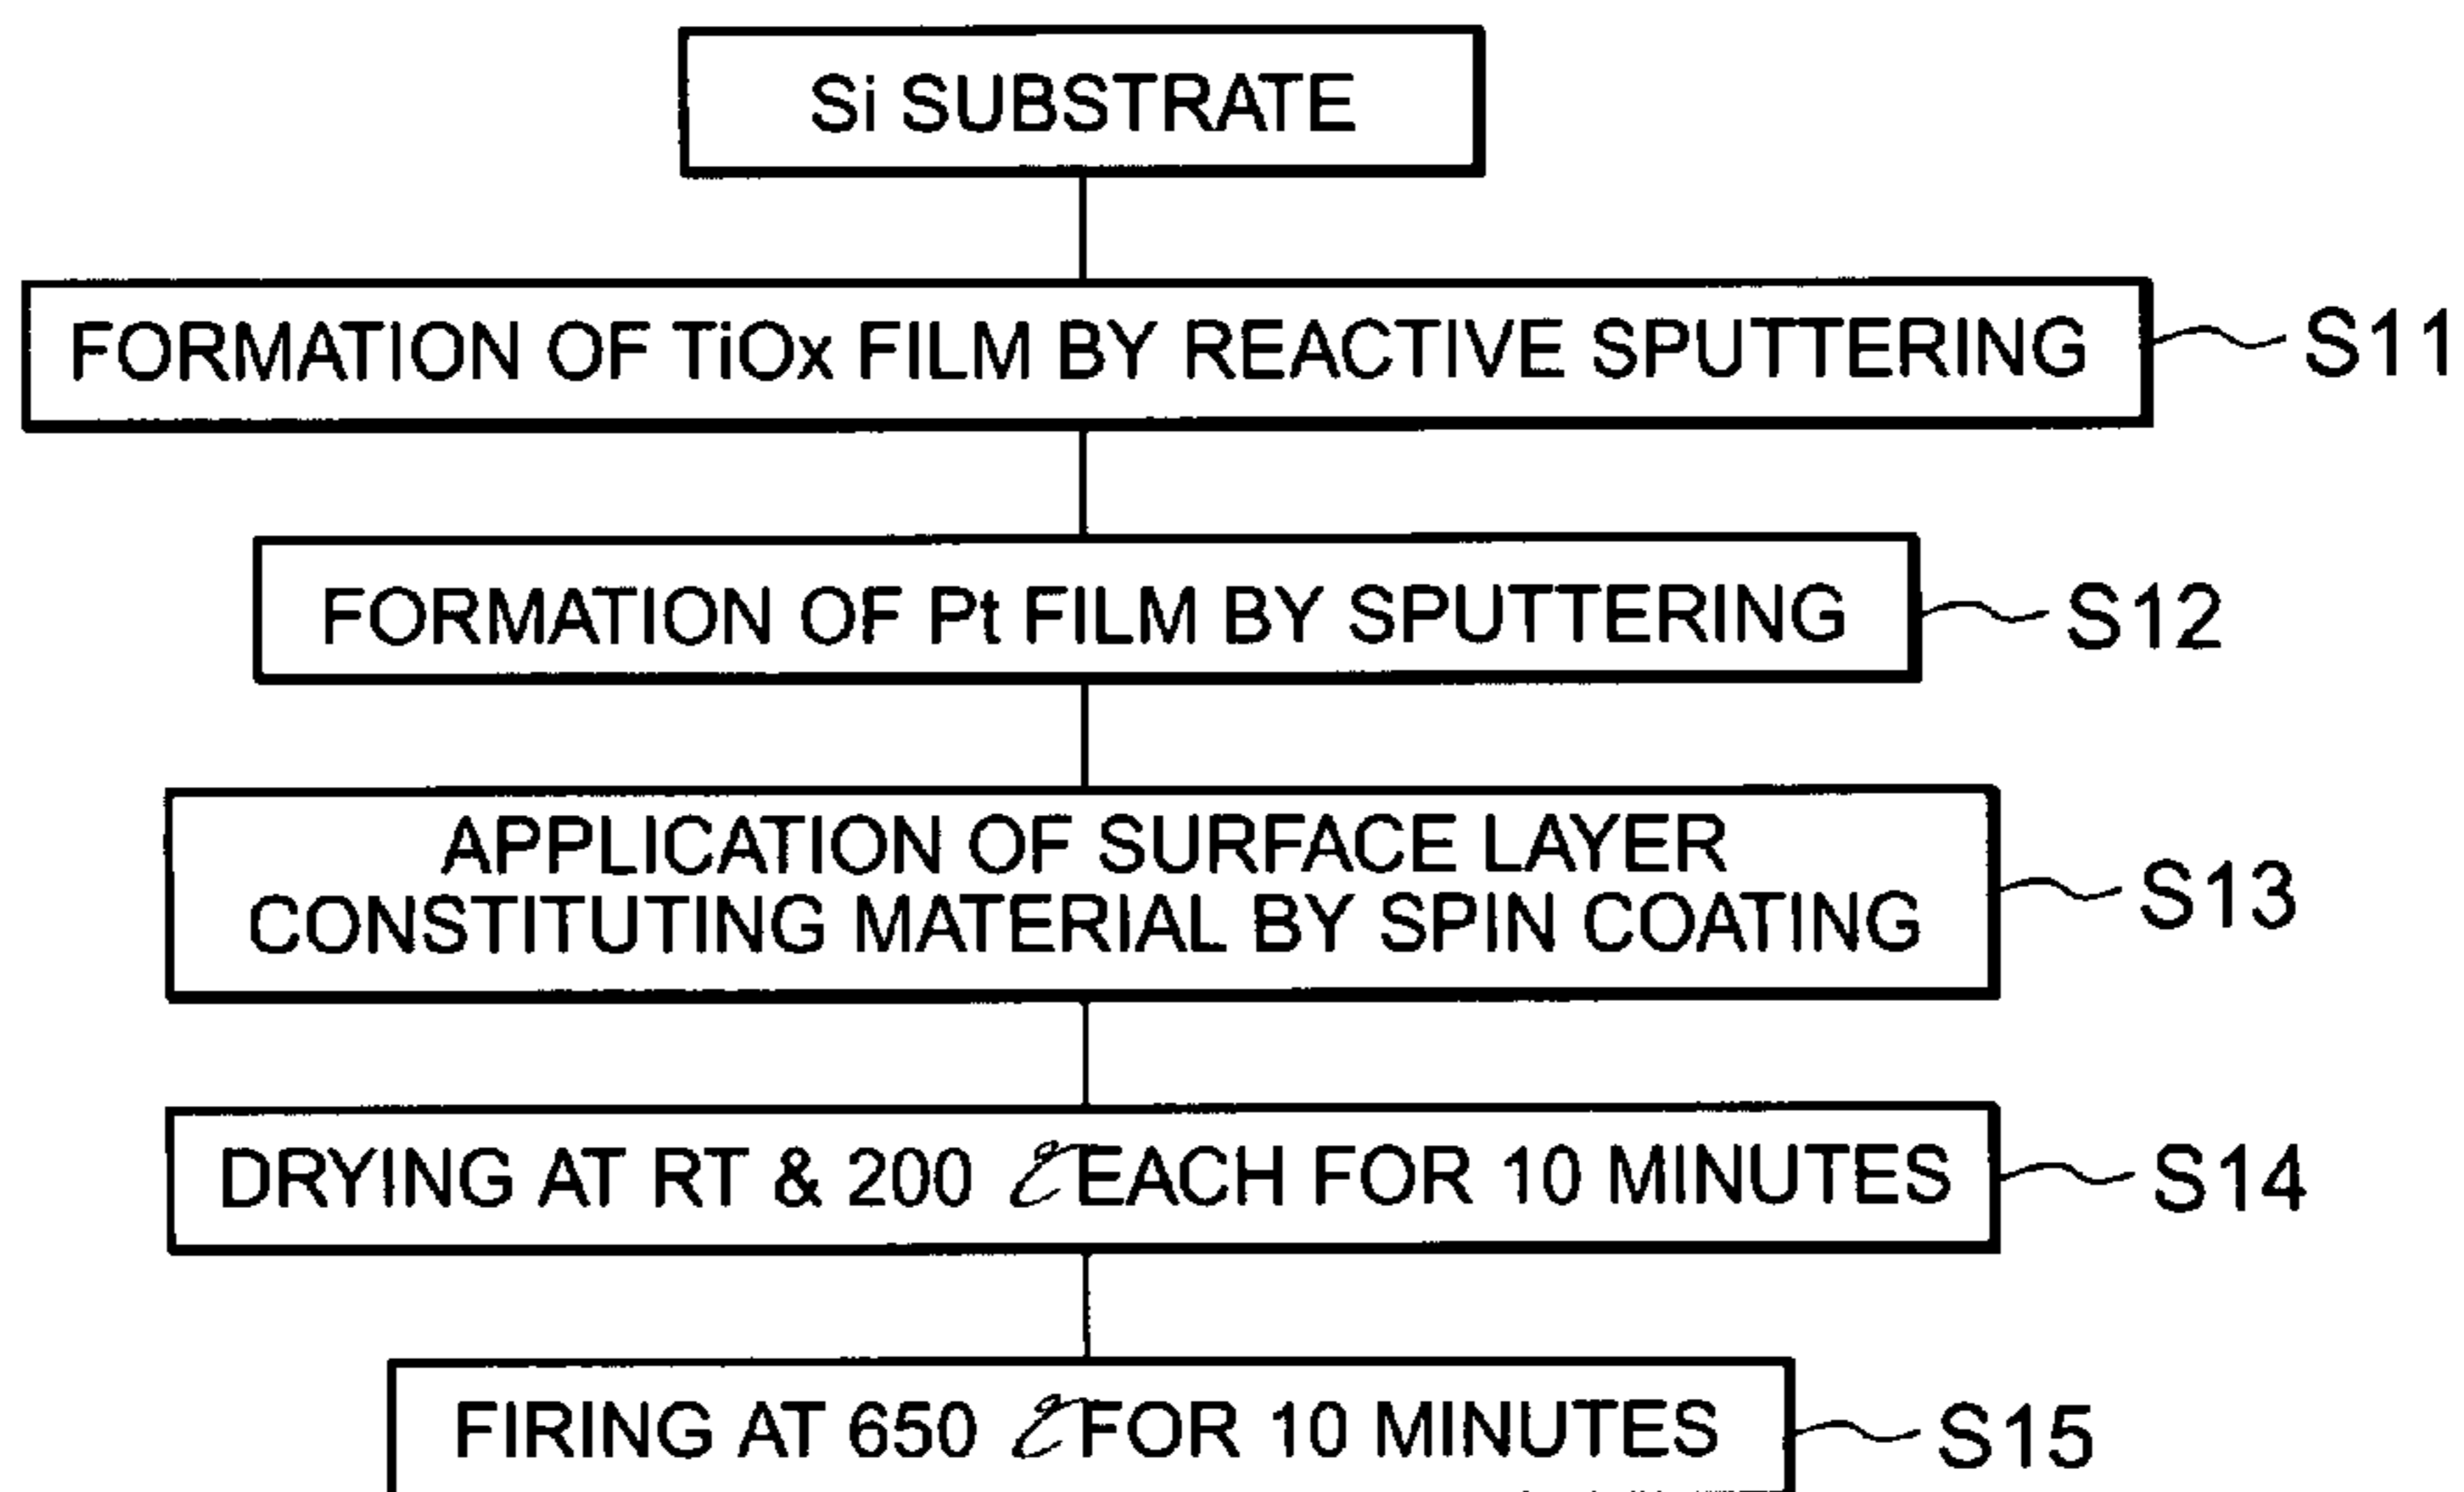 Si SUBSTRATE
FORMATION OF TiOx FILM BY REACTIVE SPUTTERING
S11
FORMATION OF Pt FILM BY SPUTTERING
S12
APPLICATION OF SURFACE LAYER
CONSTITUTING MATERIAL BY SPIN COATING
S13
DRYING AT RT & 200 ℃ EACH FOR 10 MINUTES
S14
FIRING AT 650 ℃ FOR 10 MINUTES
S15